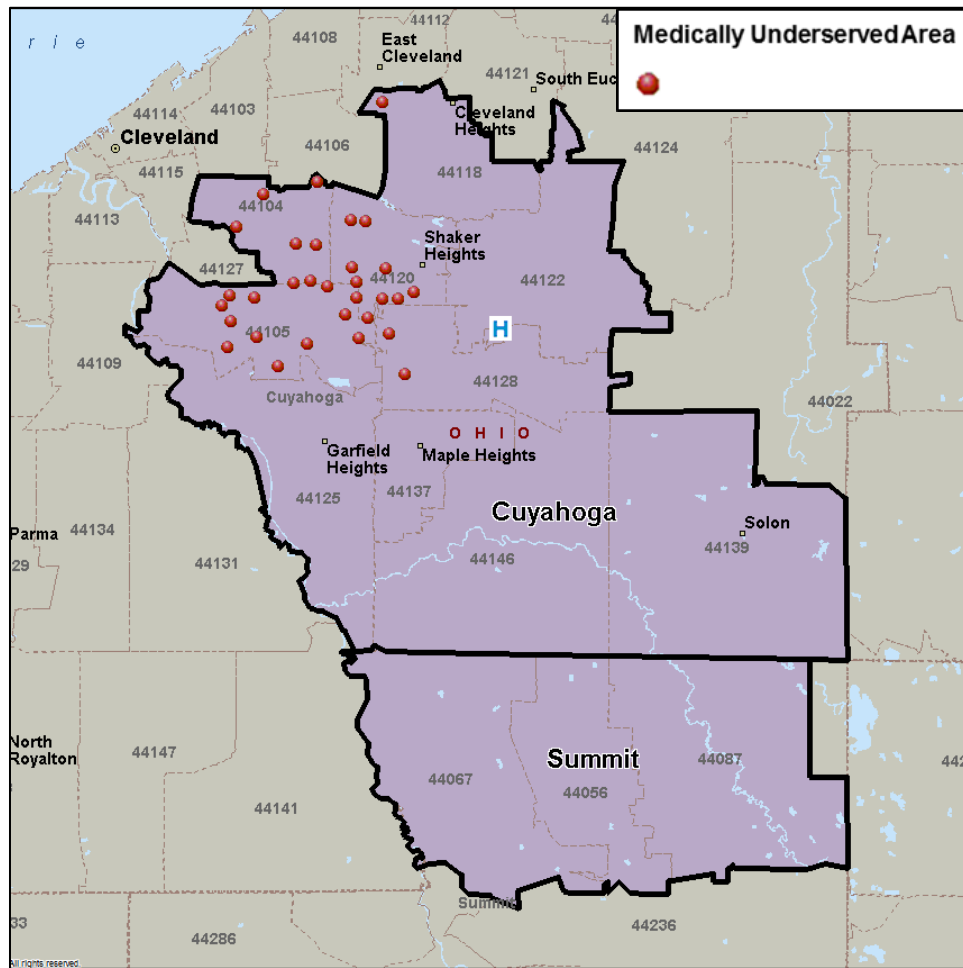 r i e
44112
44108
East
Cleveland
44121
South Euc
Medically Underserved Area
44103
44114
Cleveland
Cleveland
Heights
44106
44124
44115
44118
44104
44113
Shaker
Heights
44127
44120
44122
44105
H
44109
44128
Cuyahoga
44022
O H I O
Garfield
Heights
Maple Heights
44125
44137
Cuyahoga
Solon
Parma
44134
44139
29
44131
44146
North
Royalton
44147
Summit
44087
442
44067
44056
44141
Summit
33
44286
44236
All rights reserved.